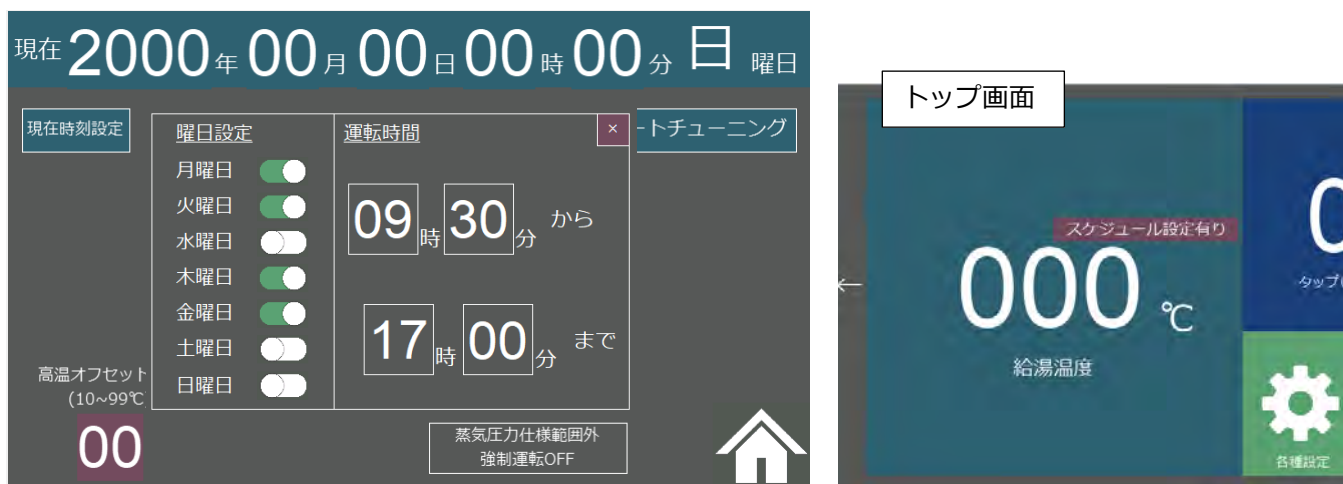 現在 2000 年 00 月 00 日 00 時 00 分 日 曜日
現在時刻設定
ートチューニング
曜日設定
月曜日
火曜日
水曜日
木曜日
金曜日
土曜日
日曜日
運転時間
×
09 時 30 分 から
17 時 00 分 まで
高温オフセット
(10~99℃
00
蒸気圧力仕様範囲外
強制運転OFF
トップ画面
←
スケジュール設定有り
000 ℃
給湯温度
0
タップ
各種設定